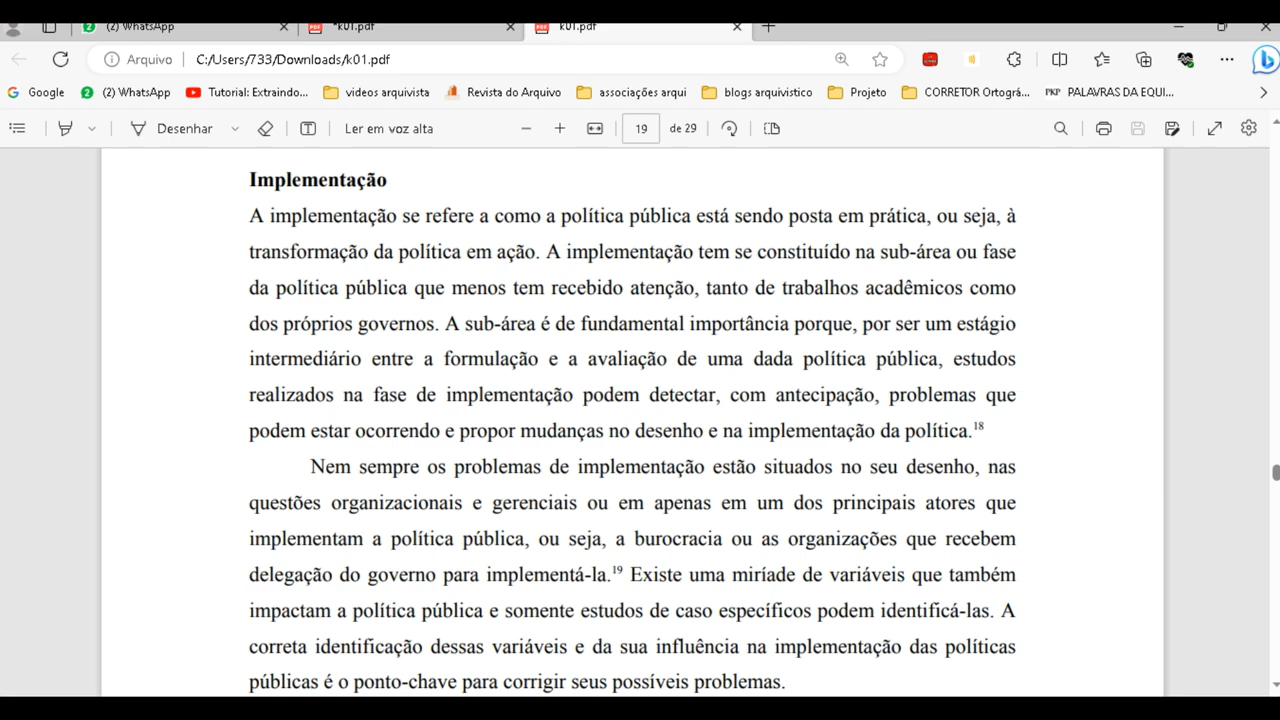 (2) WhatsApp
k01.pdf
k01.pdf
Arquivo C:/Users/733/Downloads/k01.pdf
Google (2) WhatsApp Tutorial: Extraindo... videos arquivista Revista do Arquivo associações arqui blogs arquivistico Projeto CORRETOR Ortográ... PKP PALAVRAS DA EQUI...
Desenhar Ler em voz alta 19 de 29
Implementação
A implementação se refere a como a política pública está sendo posta em prática, ou seja, à
transformação da política em ação. A implementação tem se constituído na sub-área ou fase
da política pública que menos tem recebido atenção, tanto de trabalhos acadêmicos como
dos próprios governos. A sub-área é de fundamental importância porque, por ser um estágio
intermediário entre a formulação e a avaliação de uma dada política pública, estudos
realizados na fase de implementação podem detectar, com antecipação, problemas que
podem estar ocorrendo e propor mudanças no desenho e na implementação da política.18
Nem sempre os problemas de implementação estão situados no seu desenho, nas
questões organizacionais e gerenciais ou em apenas em um dos principais atores que
implementam a política pública, ou seja, a burocracia ou as organizações que recebem
delegação do governo para implementá-la.19 Existe uma miríade de variáveis que também
impactam a política pública e somente estudos de caso específicos podem identificá-las. A
correta identificação dessas variáveis e da sua influência na implementação das políticas
públicas é o ponto-chave para corrigir seus possíveis problemas.